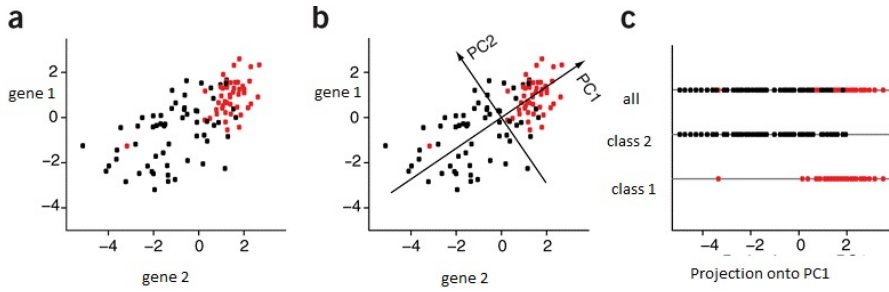 a
2
gene 1
0
−2
−4
−4 −2 0 2
gene 2
b
PC2
PC1
2
gene 1
0
−2
−4
−4 −2 0 2
gene 2
c
all
class 2
class 1
−4 −2 0 2
Projection onto PC1